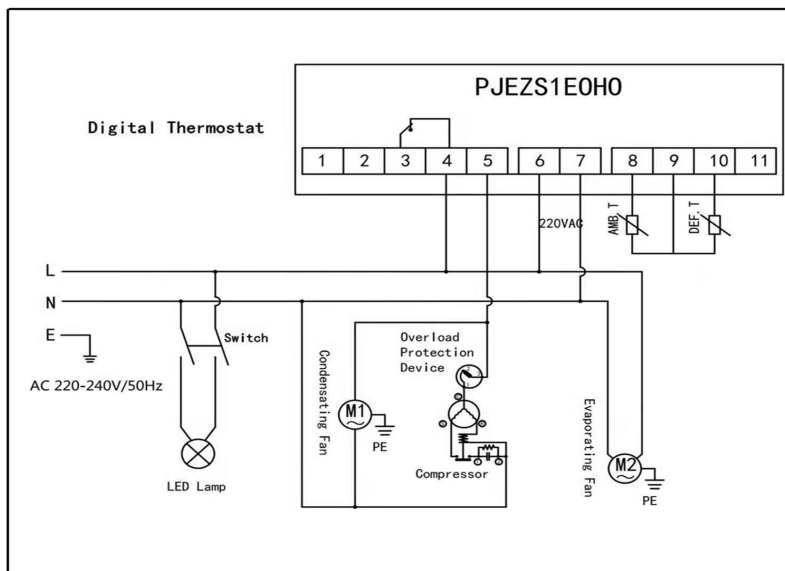 PJEZS1E0H0
Digital Thermostat
1 2 3 4 5 6 7 8 9 10 11
220VAC
AMB.T
DEF.T
L
N
E
AC 220-240V/50Hz
Switch
LED Lamp
Condensating Fan
M1
PE
Overload
Protection
Device
Compressor
Evaporating Fan
M2
PE